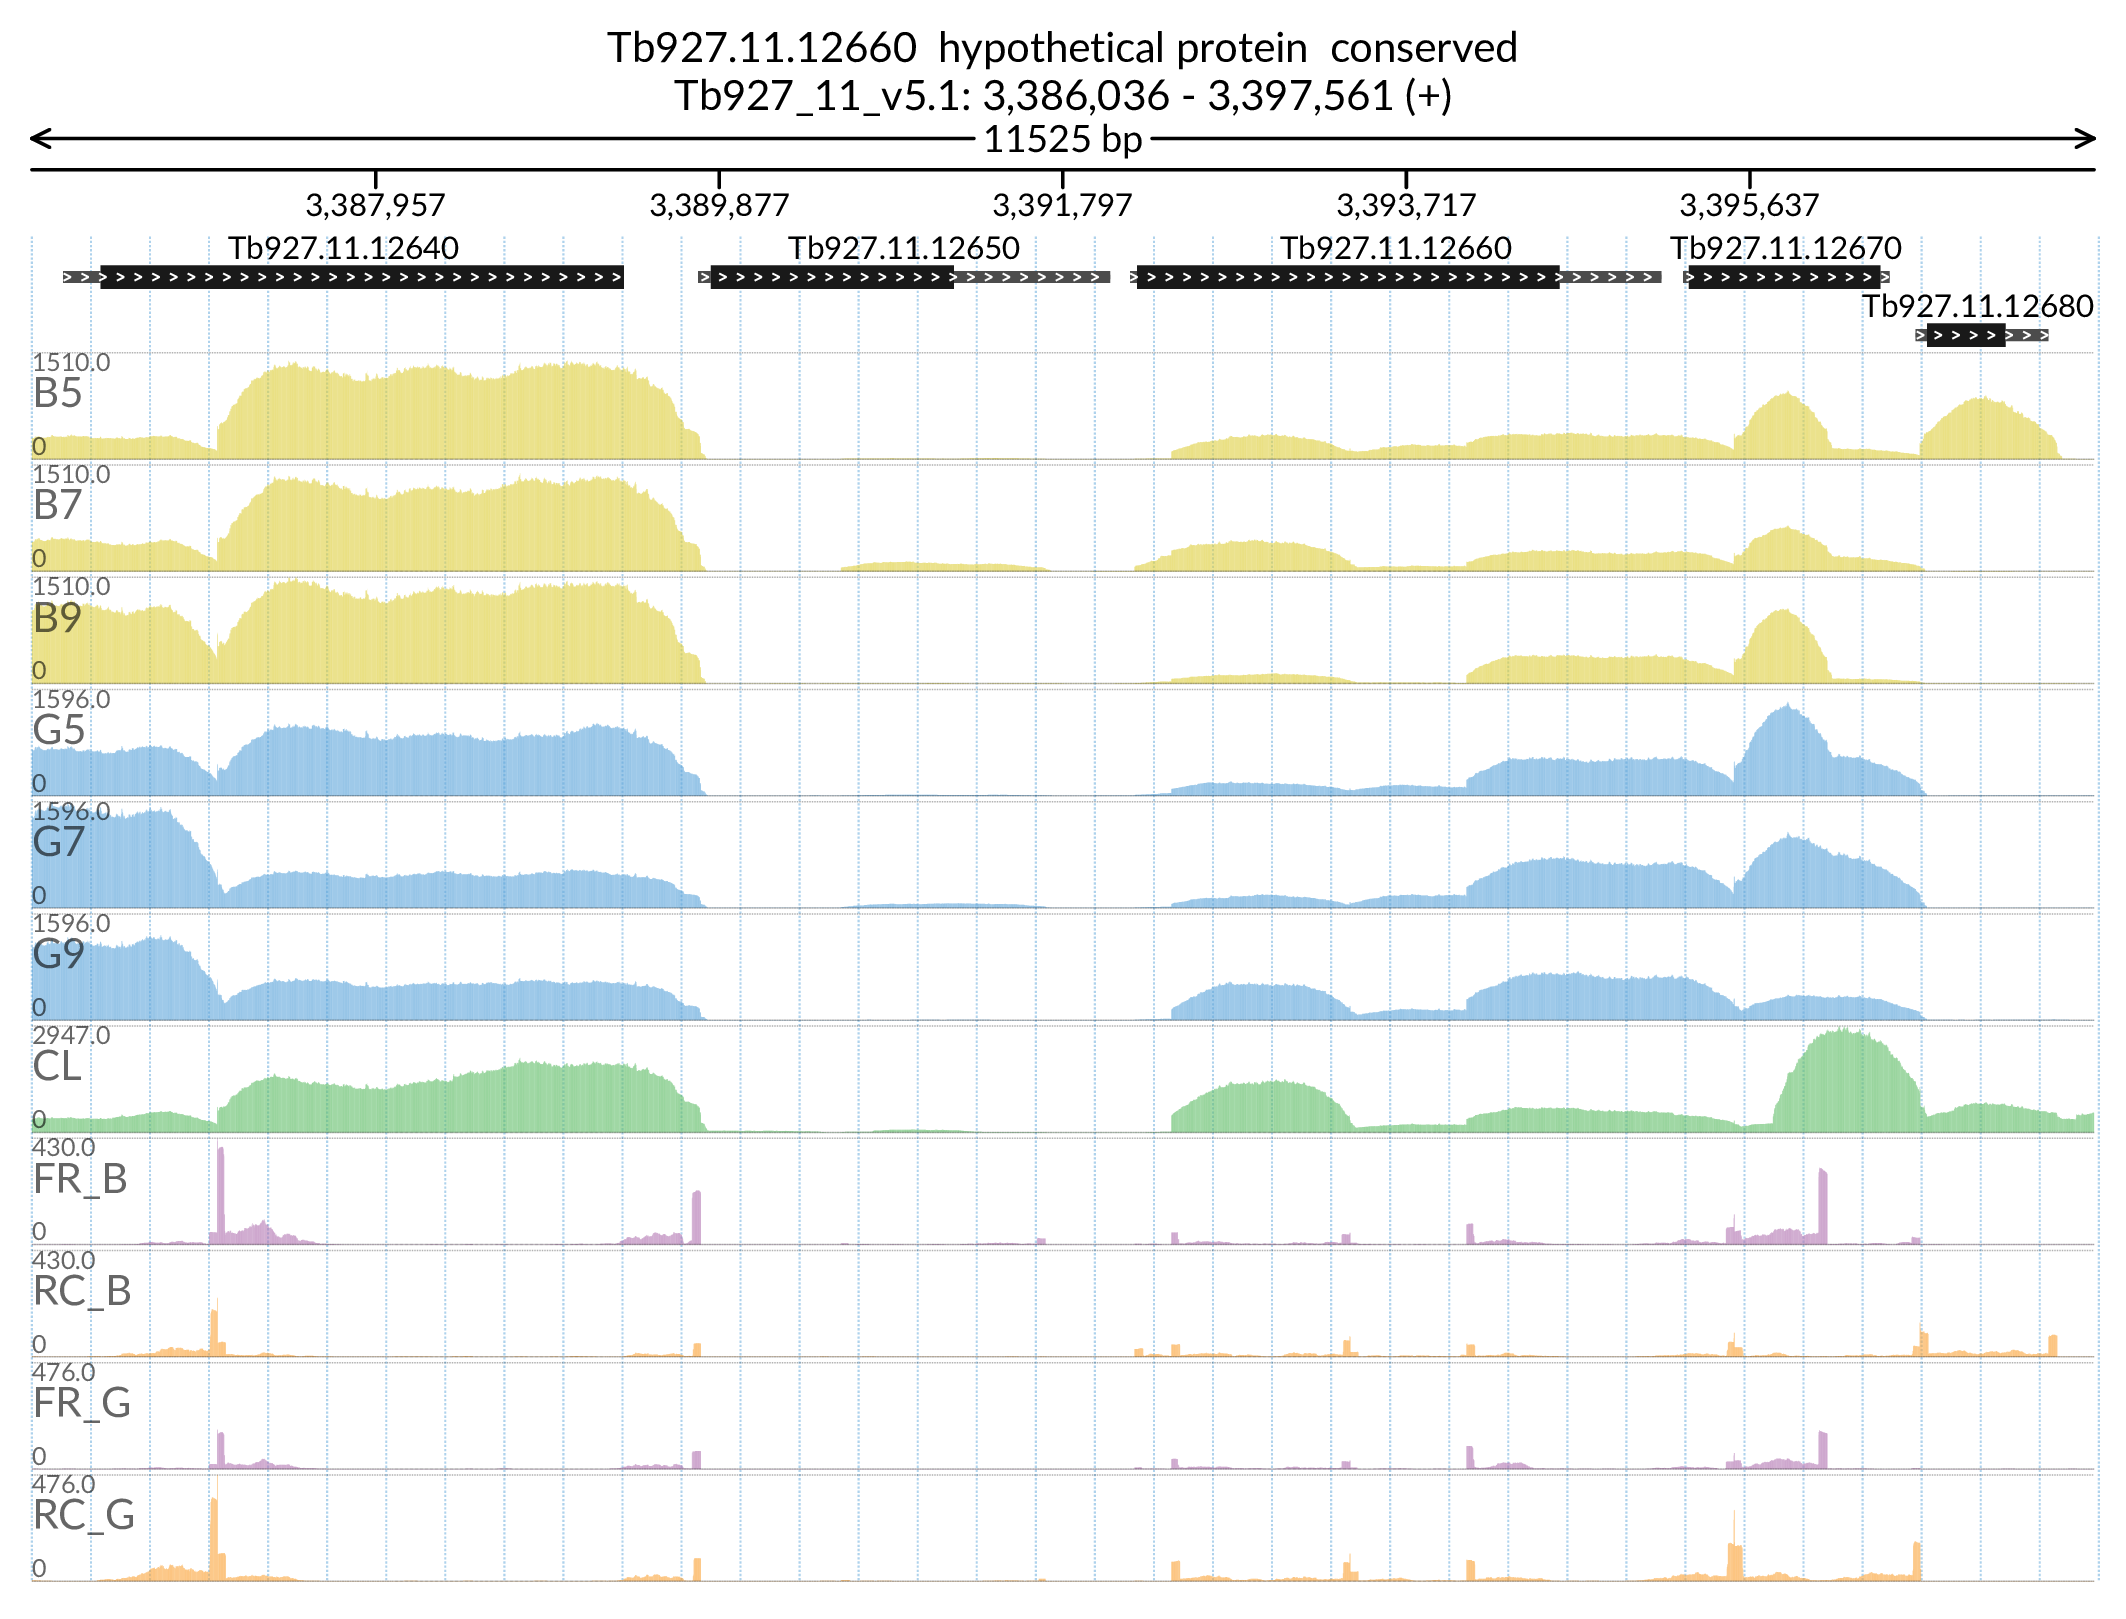 Tb927.11.12660  hypothetical protein  conserved
Tb927_11_v5.1: 3,386,036 - 3,397,561 (+)
11525 bp
3,387,957 3,389,877 3,391,797 3,393,717 3,395,637
Tb927.11.12640 Tb927.11.12650 Tb927.11.12660 Tb927.11.12670
Tb927.11.12680
1510.0
B5
0
1510.0
B7
0
1510.0
B9
0
1596.0
G5
0
1596.0
G7
0
1596.0
G9
0
2947.0
CL
0
430.0
FR_B
0
430.0
RC_B
0
476.0
FR_G
0
476.0
RC_G
0